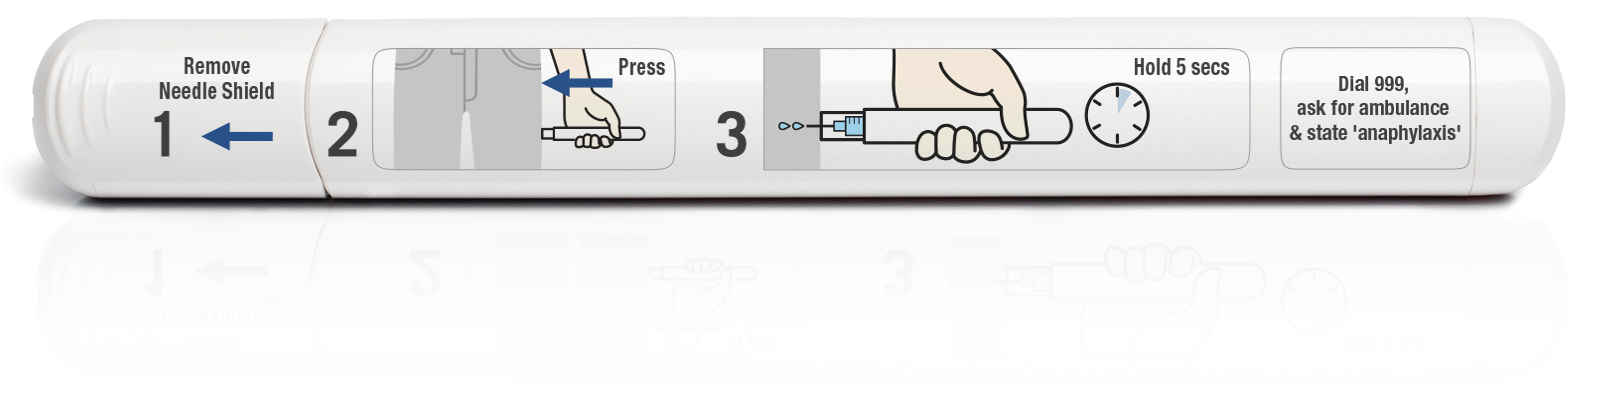 Remove
Needle Shield
1
2
Press
3
Hold 5 secs
Dial 999,
ask for ambulance
& state 'anaphylaxis'